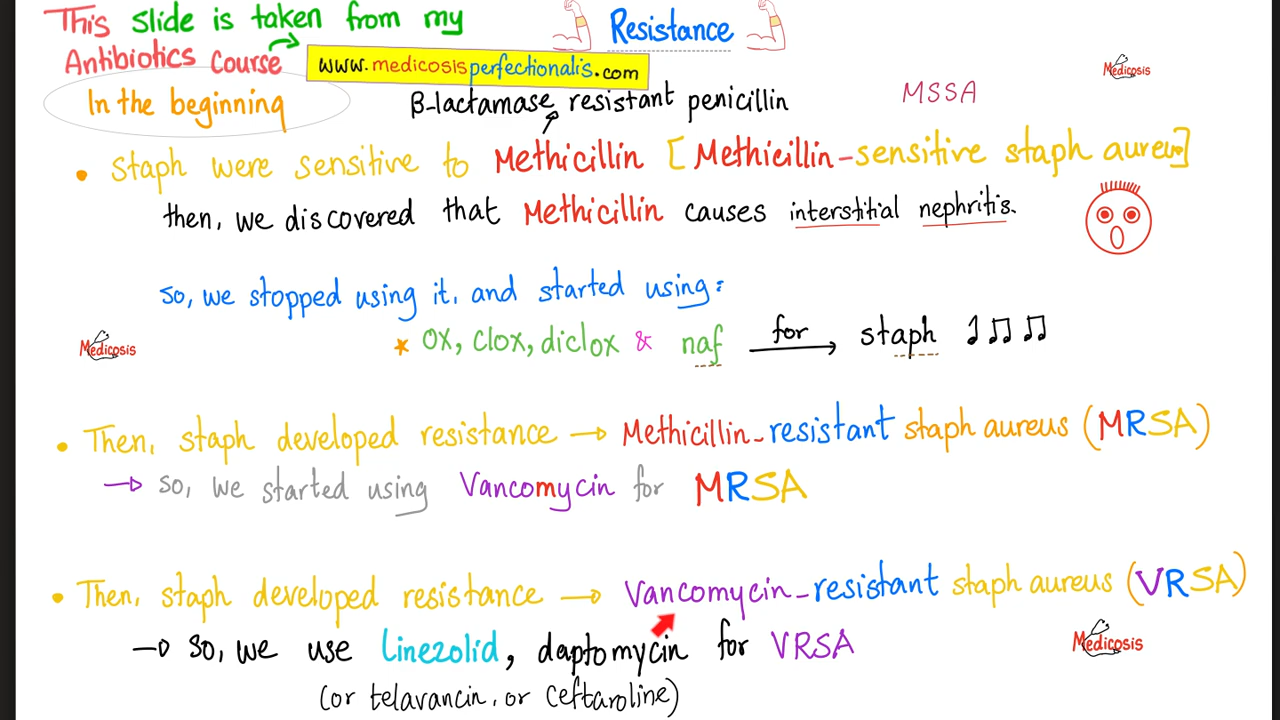 This slide is taken from my
Antibiotics Course
www.medicosisperfectionalis.com
Resistance
Medicosis
In the beginning
β-lactamase resistant penicillin
MSSA
• Staph were sensitive to Methicillin [Methicillin-sensitive staph aureus]
then, we discovered that Methicillin causes interstitial nephritis.
so, we stopped using it, and started using:
Medicosis
* ox, clox, diclox & naf for → staph ♪♫♫
• Then, staph developed resistance → Methicillin-resistant staph aureus (MRSA)
→ so, we started using Vancomycin for MRSA
• Then, staph developed resistance → Vancomycin-resistant staph aureus (VRSA)
→ so, we use Linezolid, daptomycin for VRSA
Medicosis
(or telavancin, or ceftaroline)